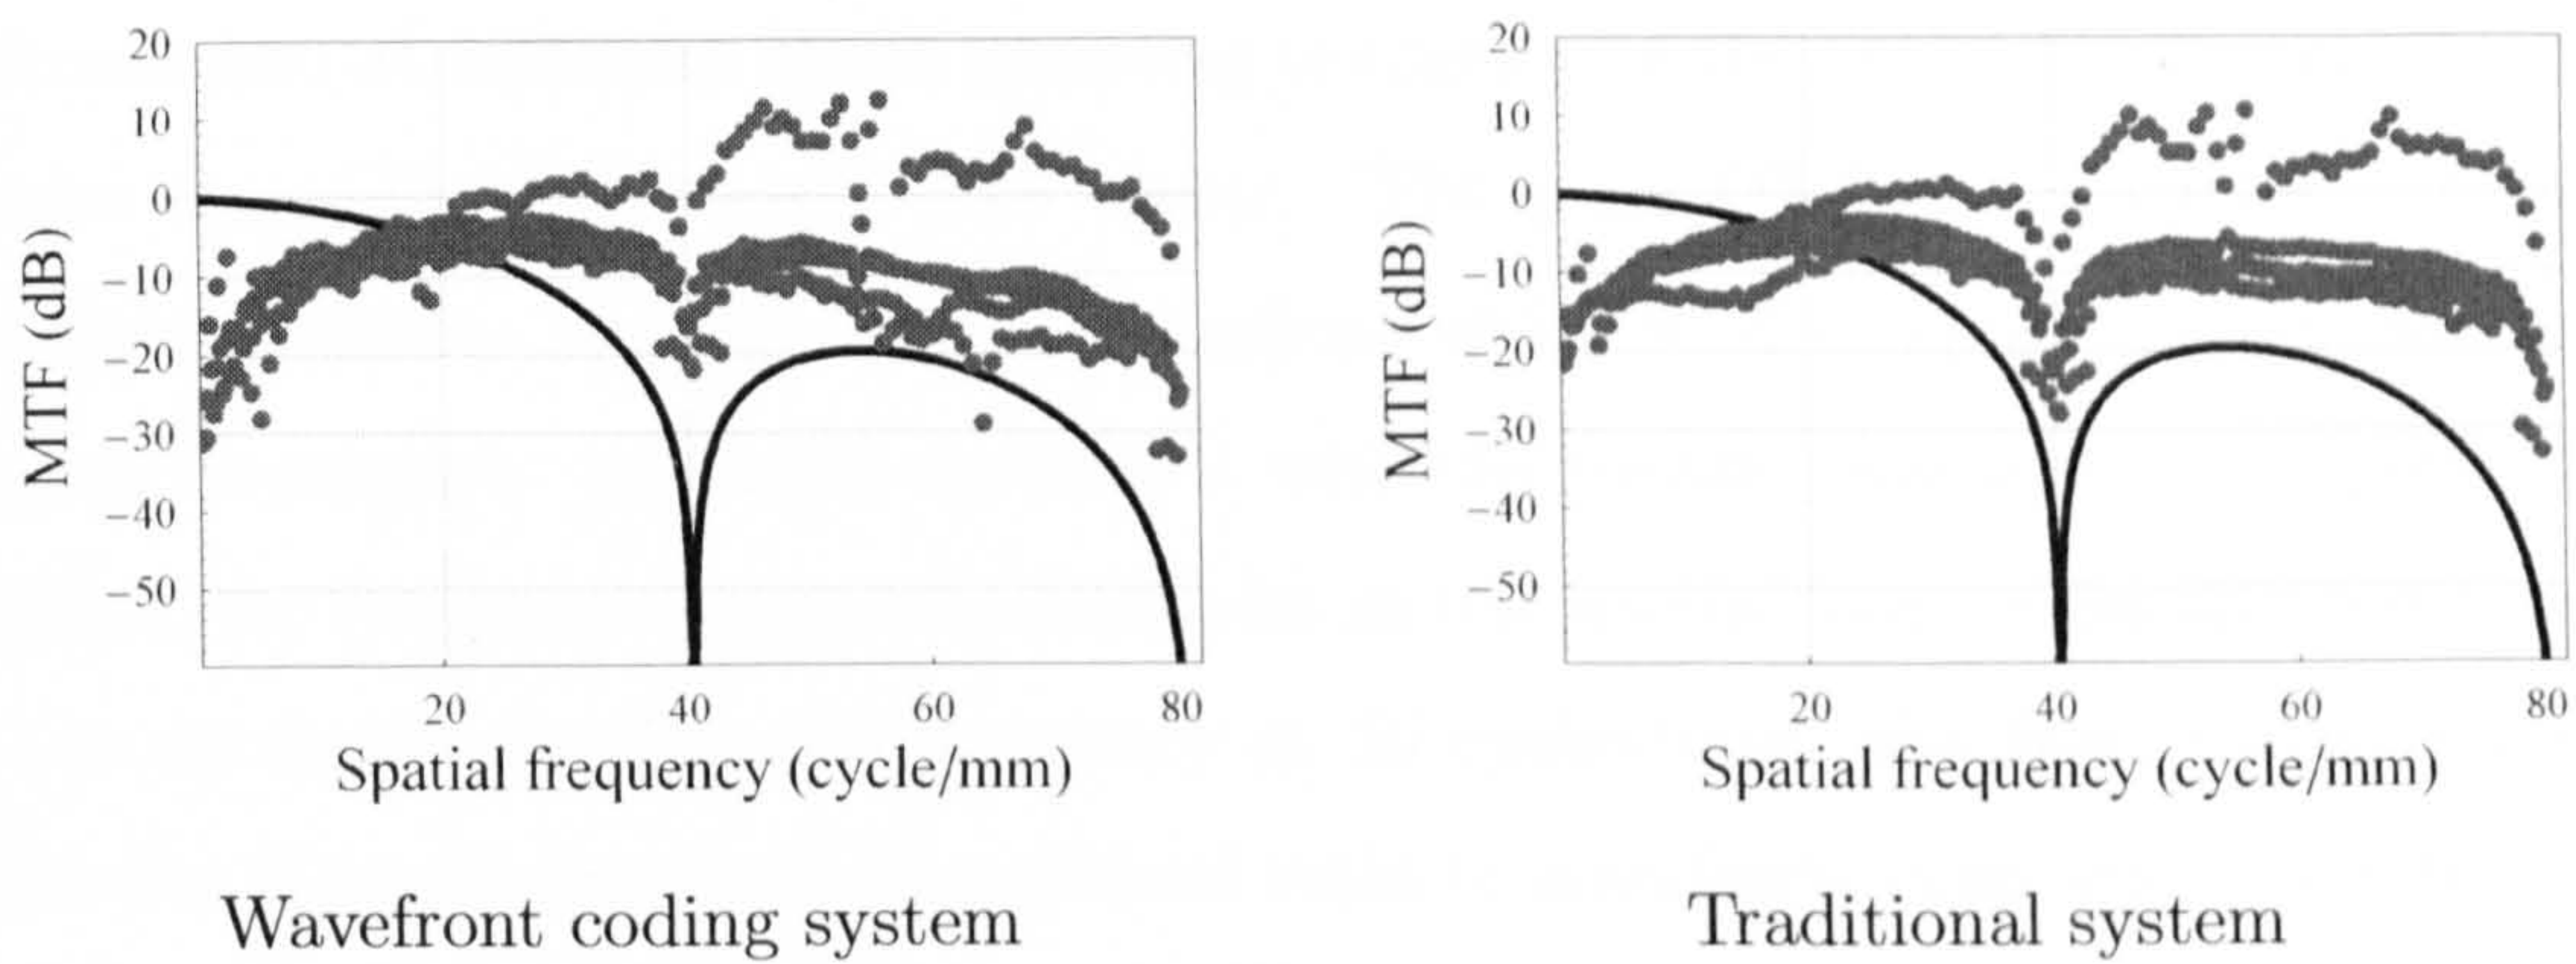 20
10
0
−10
−20
−30
−40
−50
MTF (dB)
20 40 60 80
Spatial frequency (cycle/mm)
Wavefront coding system
20
10
0
−10
−20
−30
−40
−50
MTF (dB)
20 40 60 80
Spatial frequency (cycle/mm)
Traditional system